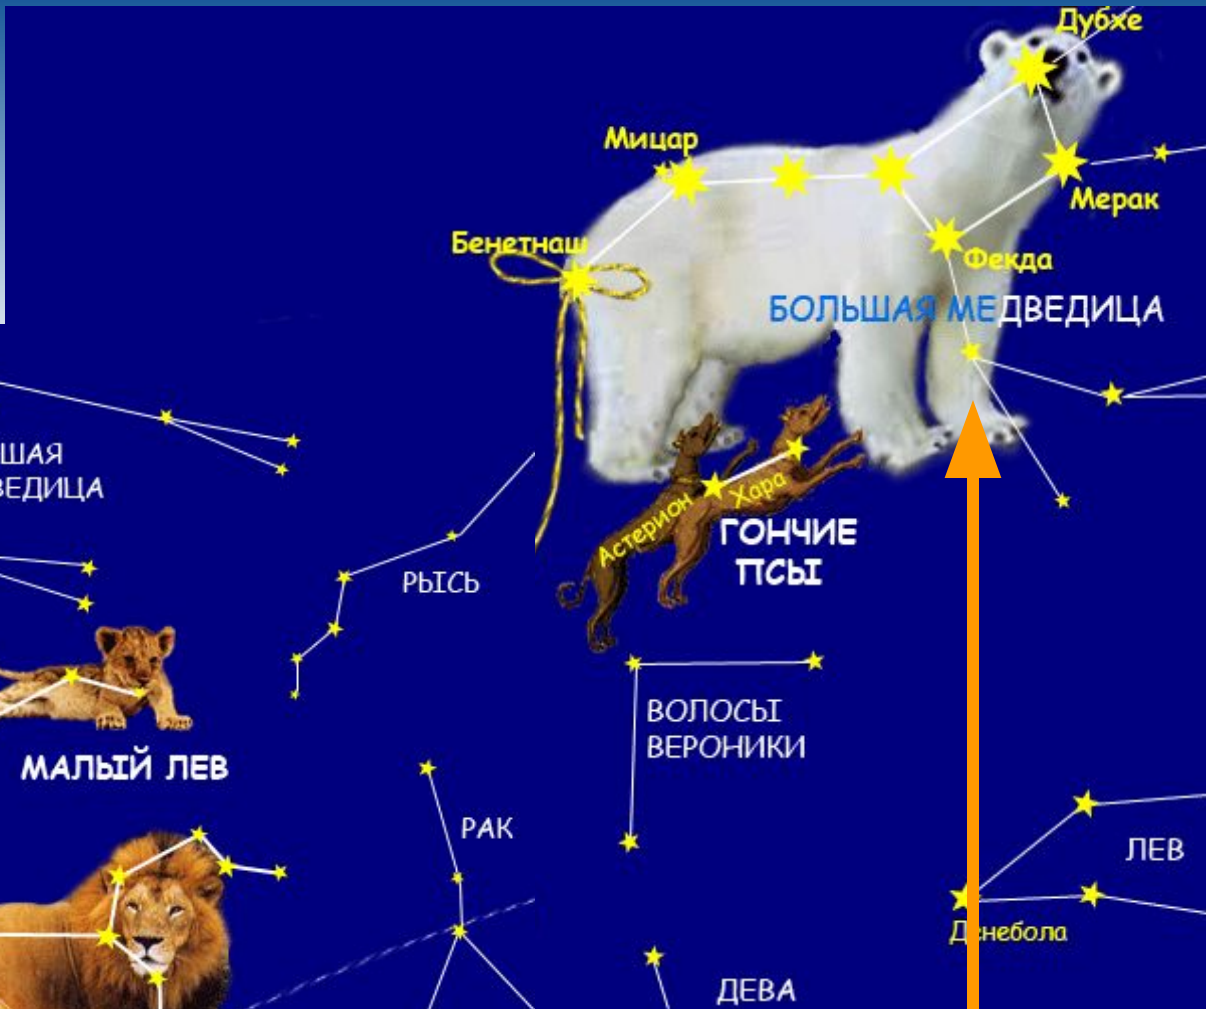 Дубхе
Мицар
Мерак
Бенетнаш
Фекда
БОЛЬШАЯ МЕДВЕДИЦА
ШАЯ
ВЕДИЦА
Хара
Астерион
ГОНЧИЕ
ПСЫ
РЫСЬ
ВОЛОСЫ
ВЕРОНИКИ
МАЛЫЙ ЛЕВ
РАК
ЛЕВ
Денебола
ДЕВА